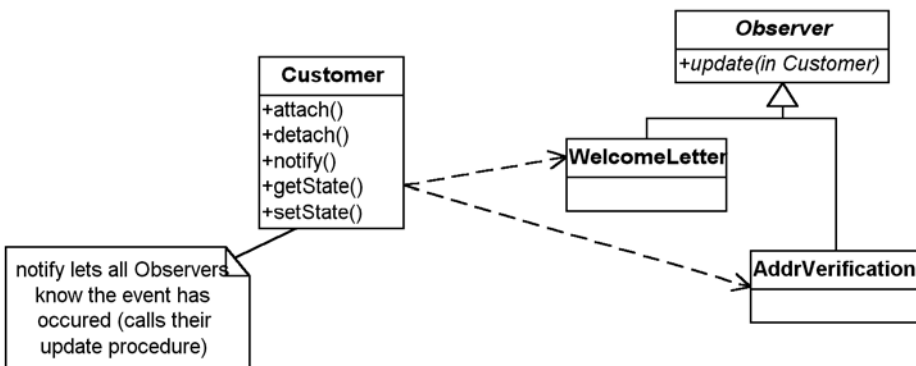 Observer
+update(in Customer)
Customer
+attach()
+detach()
+notify()
+getState()
+setState()
WelcomeLetter
AddrVerification
notify lets all Observers
know the event has
occured (calls their
update procedure)